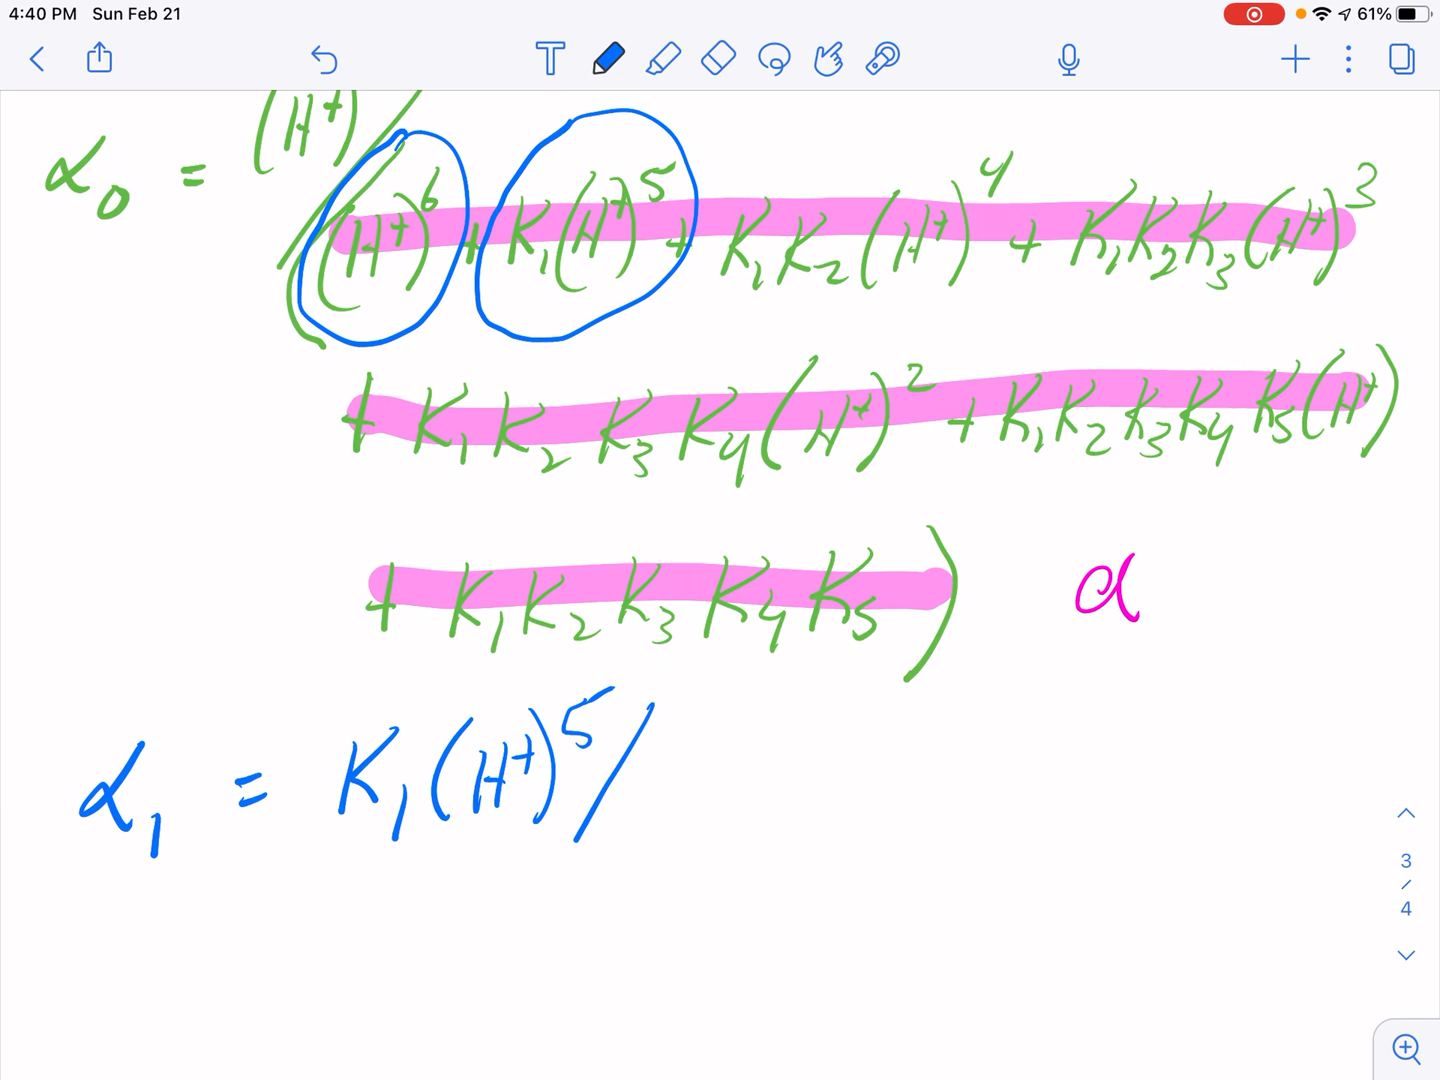 4:40 PM Sun Feb 21
61%
T
(H⁺)
α₀ =
(H⁺)⁶ + K₁(H⁺)⁵ + K₁K₂(H⁺)⁴ + K₁K₂K₃(H⁺)³
+ K₁K₂K₃K₄(H⁺)² + K₁K₂K₃K₄K₅(H⁺)
+ K₁K₂K₃K₄K₅)
d
α₁ = K₁(H⁺)⁵/
3
/
4